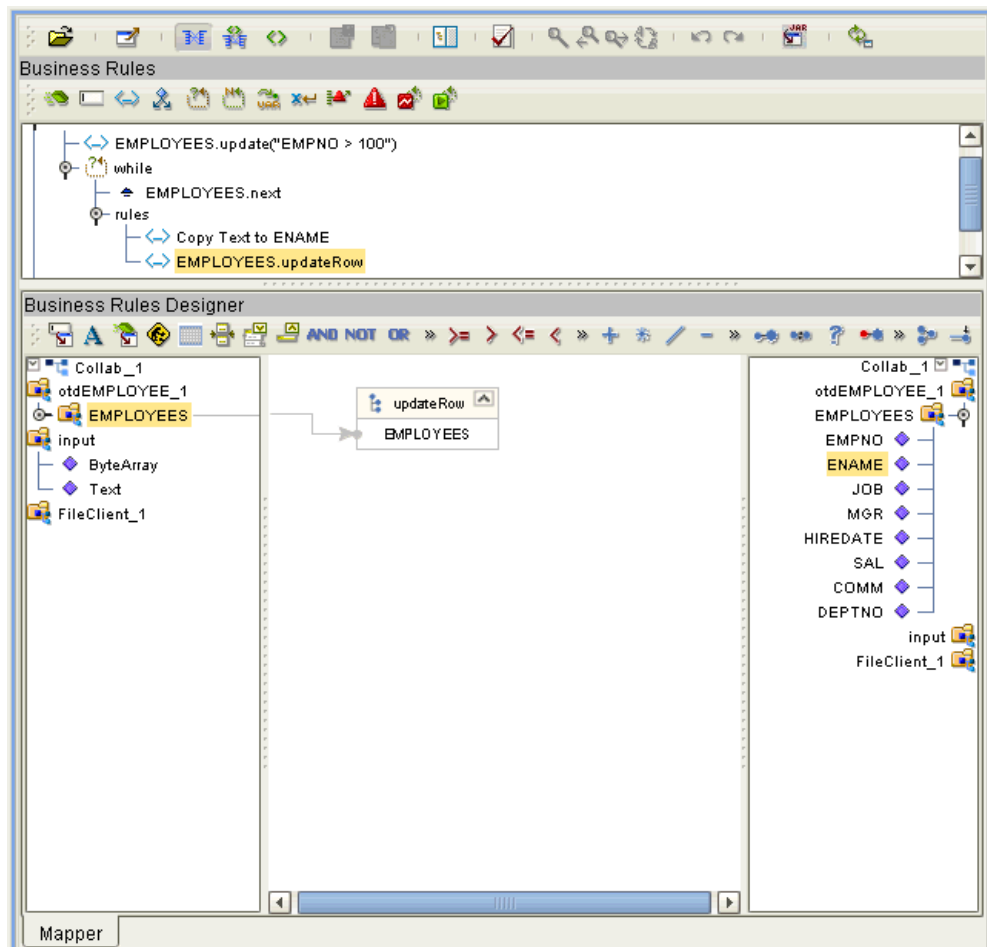 JAR
Business Rules
EMPLOYEES.update("EMPNO > 100")
while
EMPLOYEES.next
rules
Copy Text to ENAME
EMPLOYEES.updateRow
Business Rules Designer
A AND NOT OR » >= > <= < » + * / - » ? » 
Collab_1
otdEMPLOYEE_1
EMPLOYEES
input
ByteArray
Text
FileClient_1
updateRow
EMPLOYEES
Collab_1
otdEMPLOYEE_1
EMPLOYEES
EMPNO
ENAME
JOB
MGR
HIREDATE
SAL
COMM
DEPTNO
input
FileClient_1
Mapper